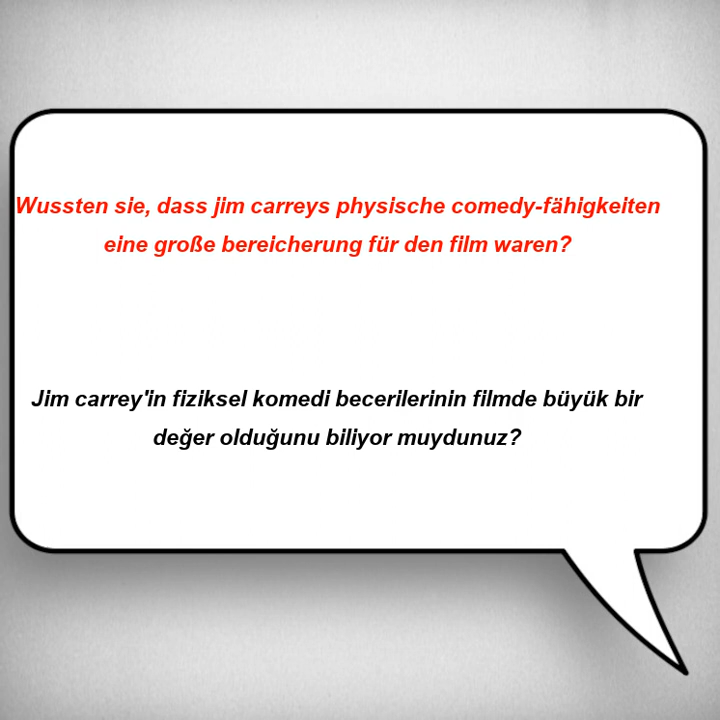 Wussten sie, dass jim carreys physische comedy-fähigkeiten
eine große bereicherung für den film waren?
Jim carrey'in fiziksel komedi becerilerinin filmde büyük bir
değer olduğunu biliyor muydunuz?